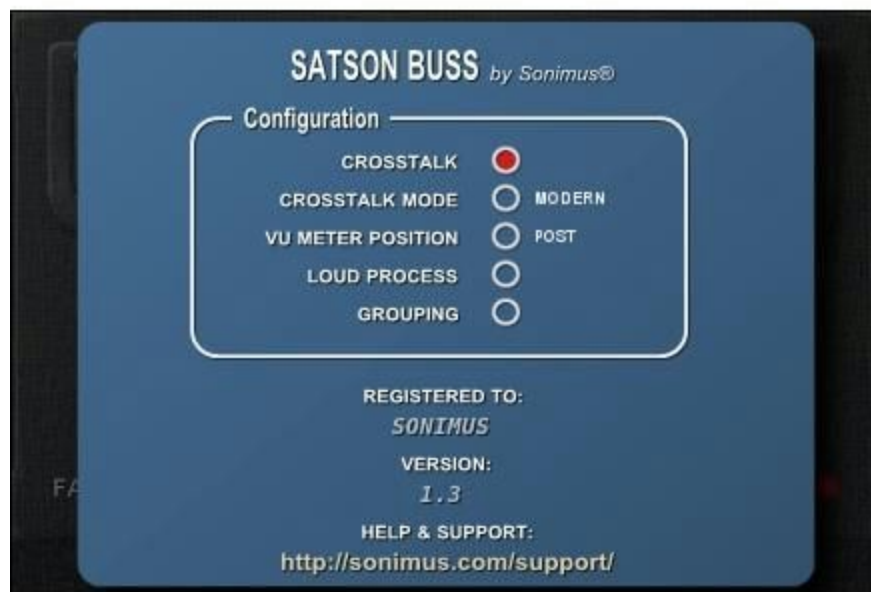 SATSON BUSS by Sonimus®
Configuration
CROSSTALK
CROSSTALK MODE MODERN
VU METER POSITION POST
LOUD PROCESS
GROUPING
REGISTERED TO:
SONIMUS
VERSION:
FA
1.3
HELP & SUPPORT:
http://sonimus.com/support/